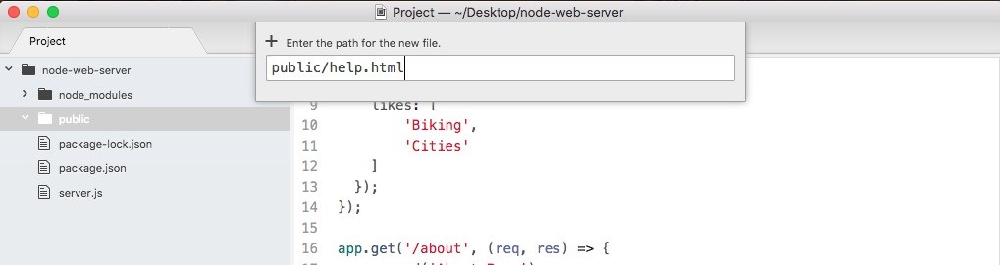 Project — ~/Desktop/node-web-server
Project
Enter the path for the new file.
public/help.html
node-web-server
node_modules
public
package-lock.json
package.json
server.js
9 likes: [
10 'Biking',
11 'Cities'
12 ]
13 });
14 });
15
16 app.get('/about', (req, res) => {